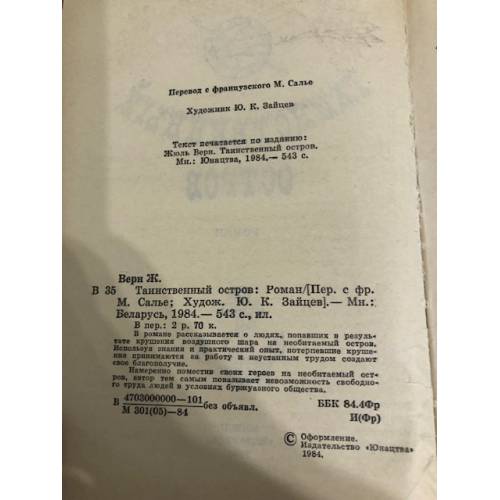 Перевод с французского М. Салье
Художник Ю. К. Зайцев
Текст печатается по изданию:
Жюль Верн. Таинственный остров.
Мн.: Юнацтва, 1984.— 543 с.
Верн Ж.
В 35 Таинственный остров: Роман/[Пер. с фр.
М. Салье; Худож. Ю. К. Зайцев].— Мн.:
Беларусь, 1984.— 543 с., ил.
В пер.: 2 р. 70 к.
В романе рассказывается о людях, попавших в резуль-
тате крушения воздушного шара на необитаемый остров.
Используя знания и практический опыт, потерпевшие круше-
ния принимаются за работу и неустанным трудом создают
свое благополучие.
Намеренно поместив своих героев на необитаемый ост-
ров, автор тем самым показывает невозможность свободно-
го труда людей в условиях буржуазного общества.
В 4703000000—101
М 301(05)—84 без объявл.
ББК 84.4Фр
И(Фр)
© Оформление.
Издательство «Юнацтва»
1984.